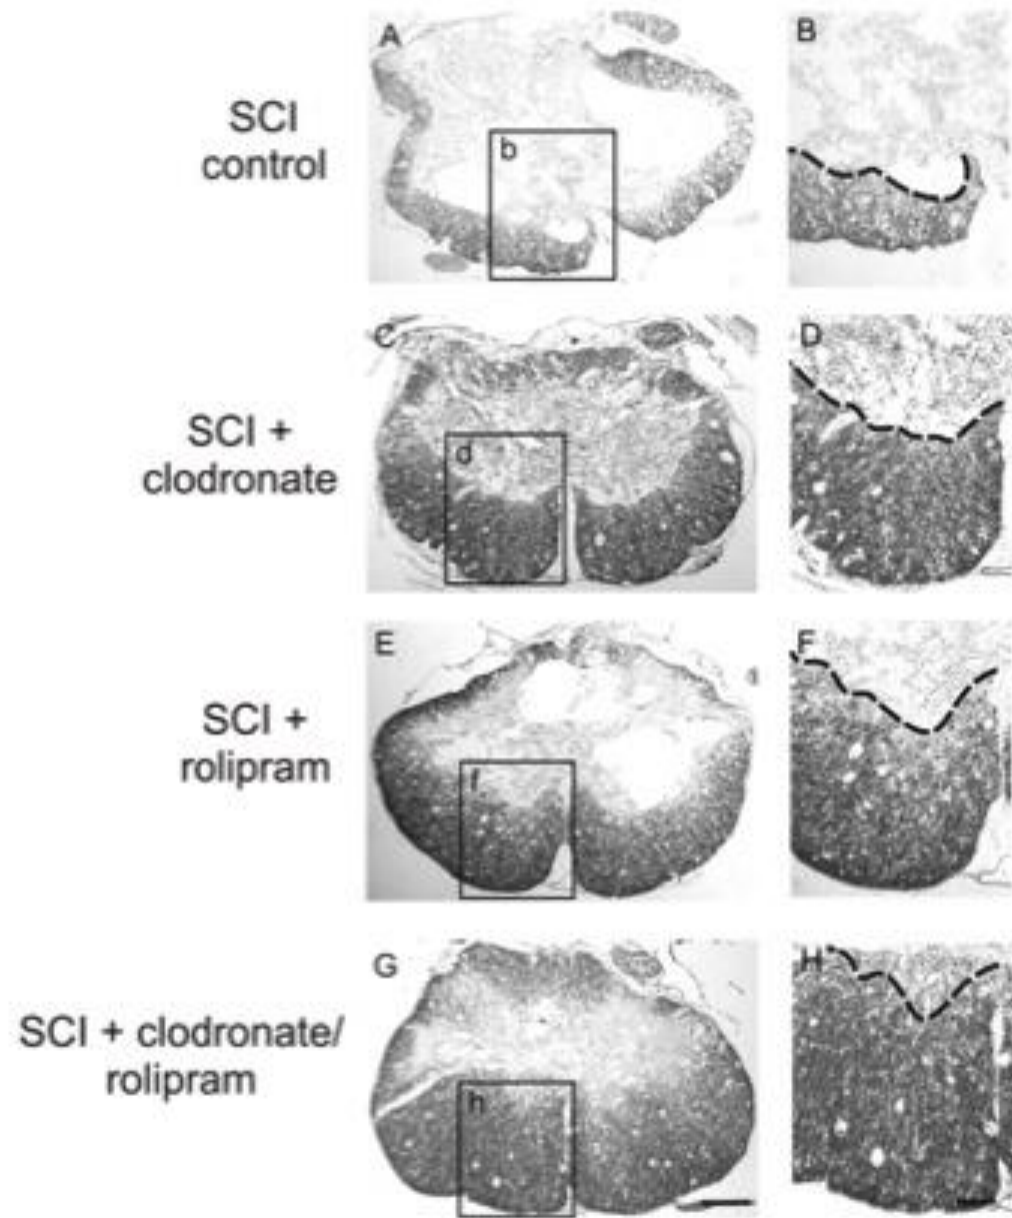 SCI
control
A
b
B
SCI +
clodronate
C
d
D
SCI +
rolipram
E
f
F
SCI + clodronate/
rolipram
G
h
H